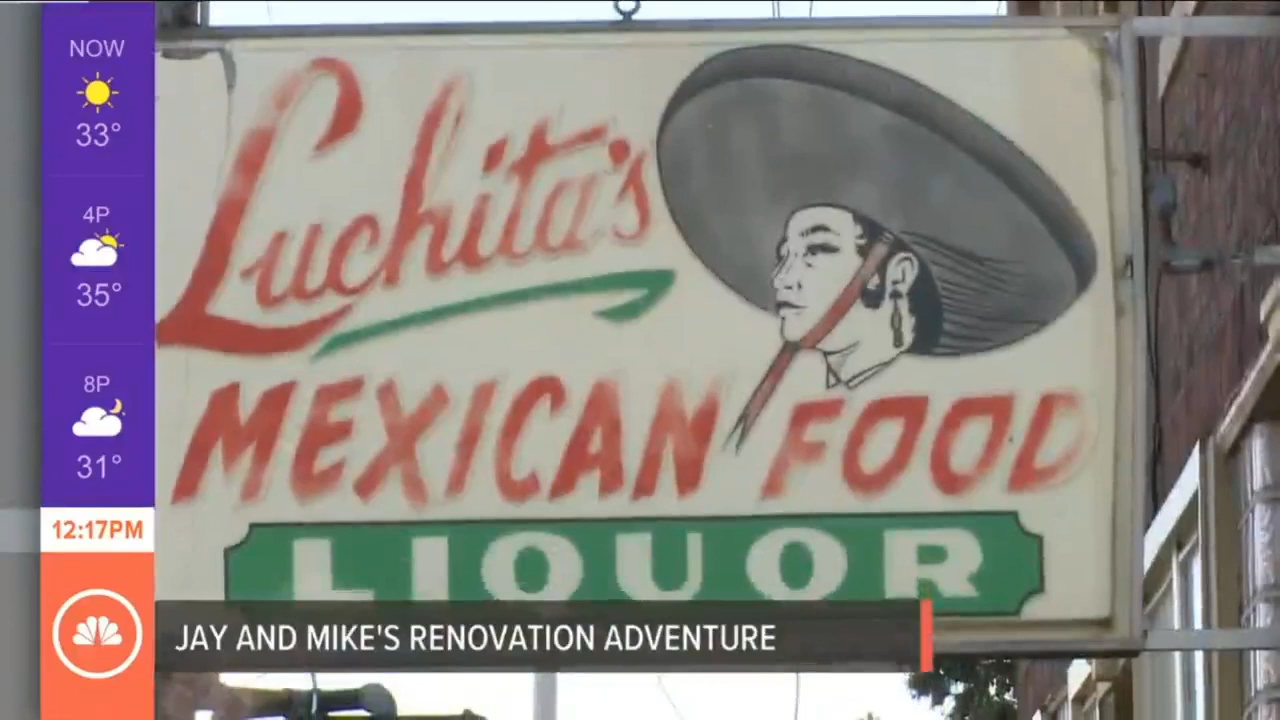 NOW
33°
4P
35°
8P
31°
12:17PM
Luchita's
MEXICAN FOOD
LIQUOR
JAY AND MIKE'S RENOVATION ADVENTURE